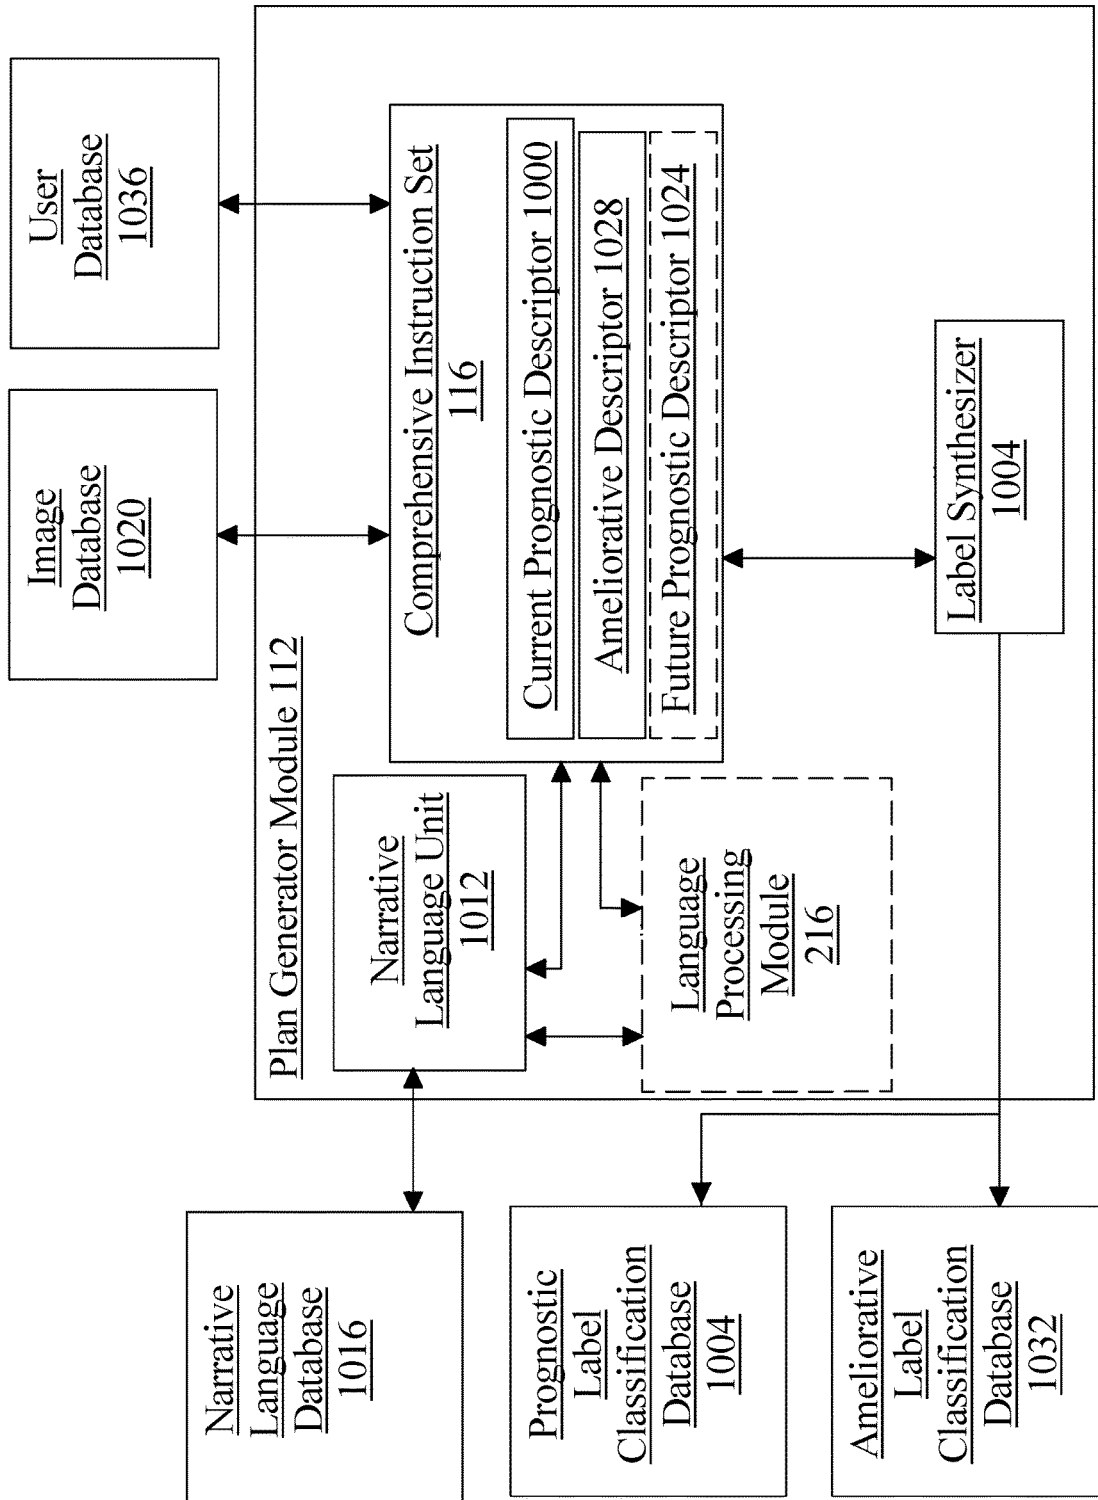 User
Database
1036
Image
Database
1020
Plan Generator Module 112
Comprehensive Instruction Set
116
Current Prognostic Descriptor 1000
Ameliorative Descriptor 1028
Future Prognostic Descriptor 1024
Narrative
Language Unit
1012
Language
Processing
Module
216
Label Synthesizer
1004
Narrative
Language
Database
1016
Prognostic
Label
Classification
Database
1004
Ameliorative
Label
Classification
Database
1032